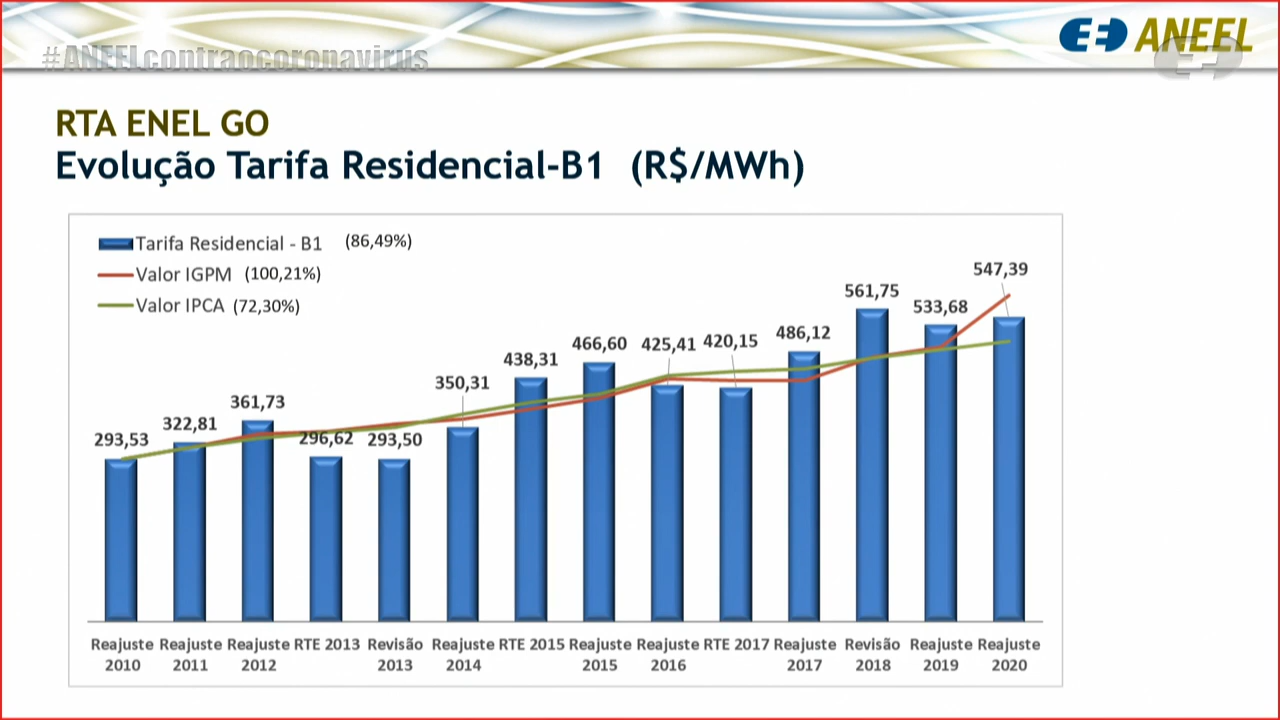 #ANEELcontraocoronavirus
ANEEL
RTA ENEL GO
Evolução Tarifa Residencial-B1 (R$/MWh)
Tarifa Residencial - B1 (86,49%)
Valor IGPM (100,21%)
Valor IPCA (72,30%)
293,53
322,81
361,73
296,62
293,50
350,31
438,31
466,60
425,41
420,15
486,12
561,75
533,68
547,39
Reajuste 2010
Reajuste 2011
Reajuste 2012
RTE 2013
Revisão 2013
Reajuste 2014
RTE 2015
Reajuste 2015
Reajuste 2016
RTE 2017
Reajuste 2017
Revisão 2018
Reajuste 2019
Reajuste 2020